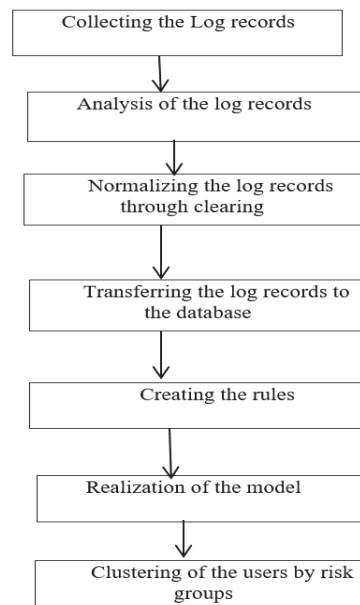 Collecting the Log records
Analysis of the log records
Normalizing the log records
through clearing
Transferring the log records to
the database
Creating the rules
Realization of the model
Clustering of the users by risk
groups